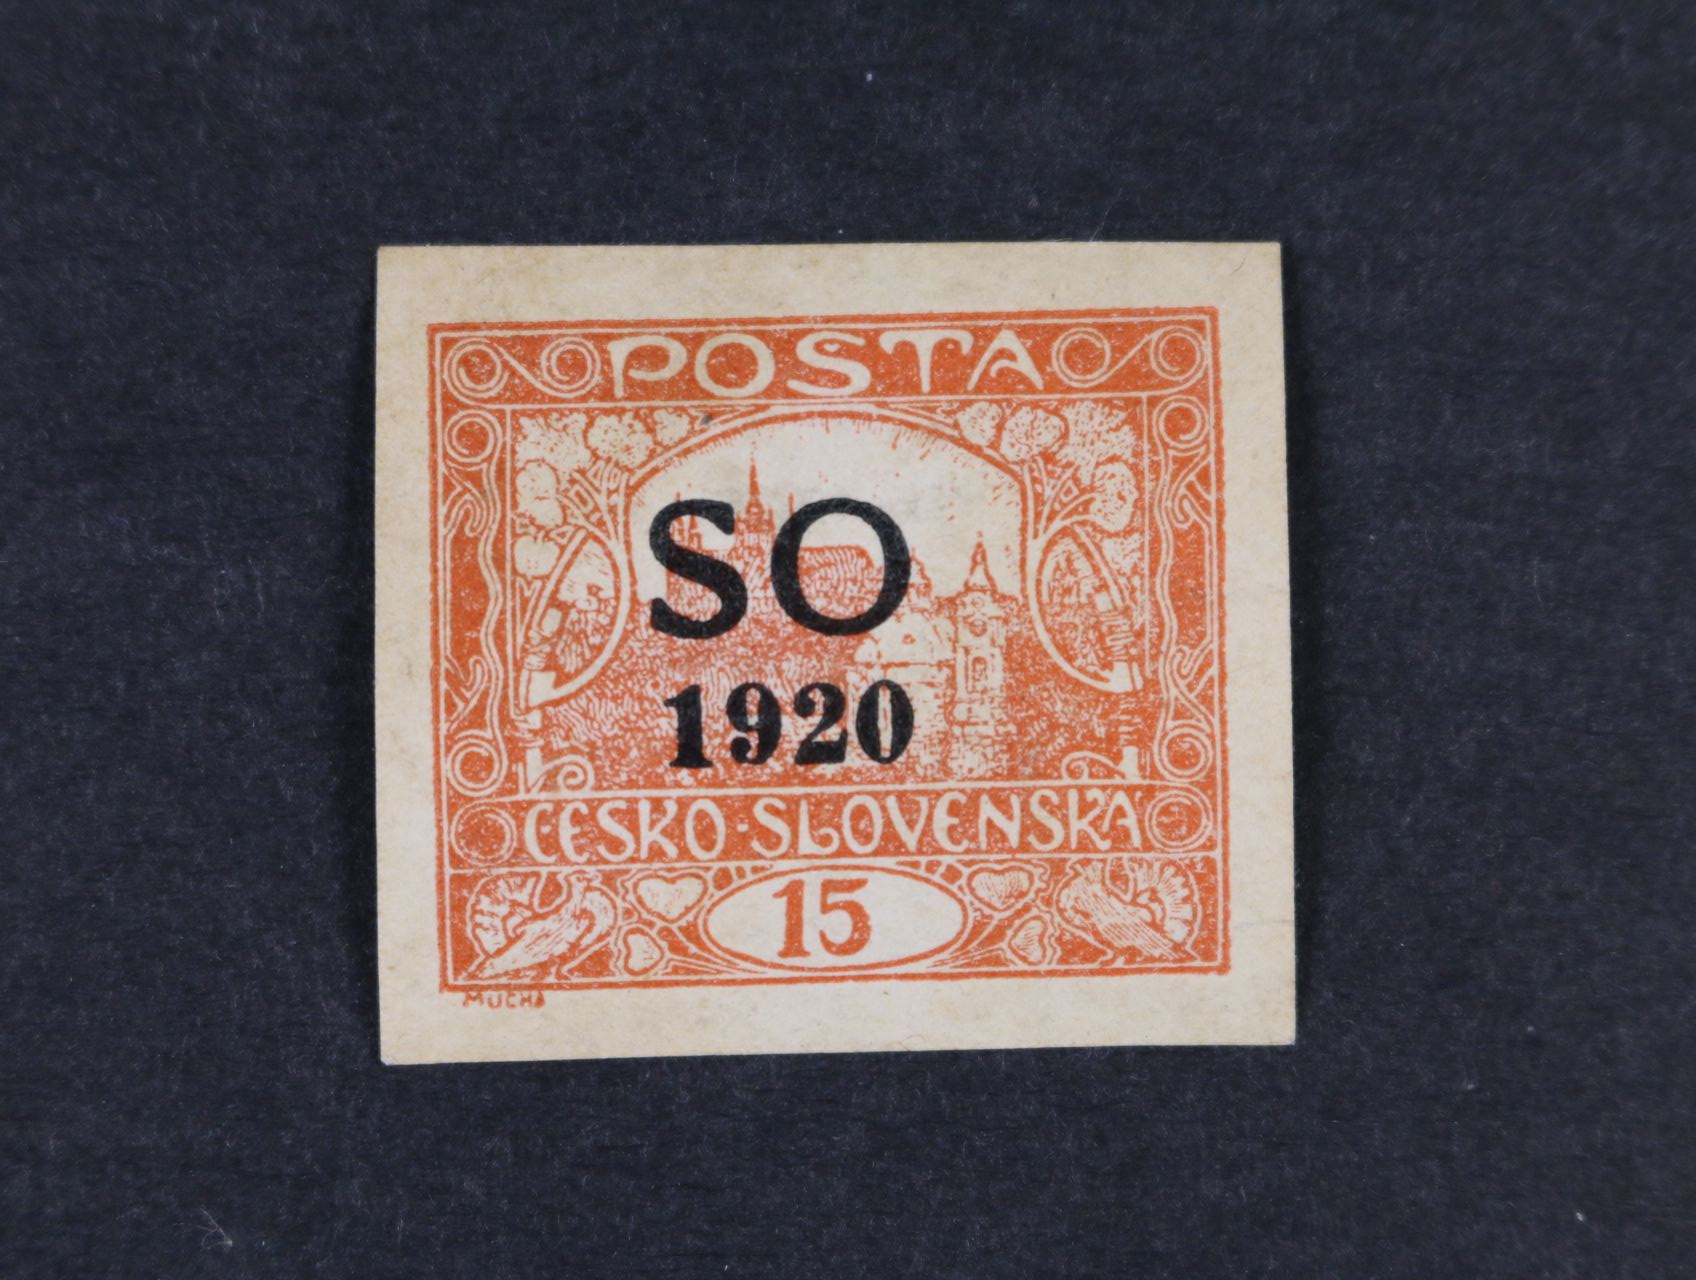 POSTA
SO
1920
ČESKO-SLOVENSKÁ
15
MUCHA